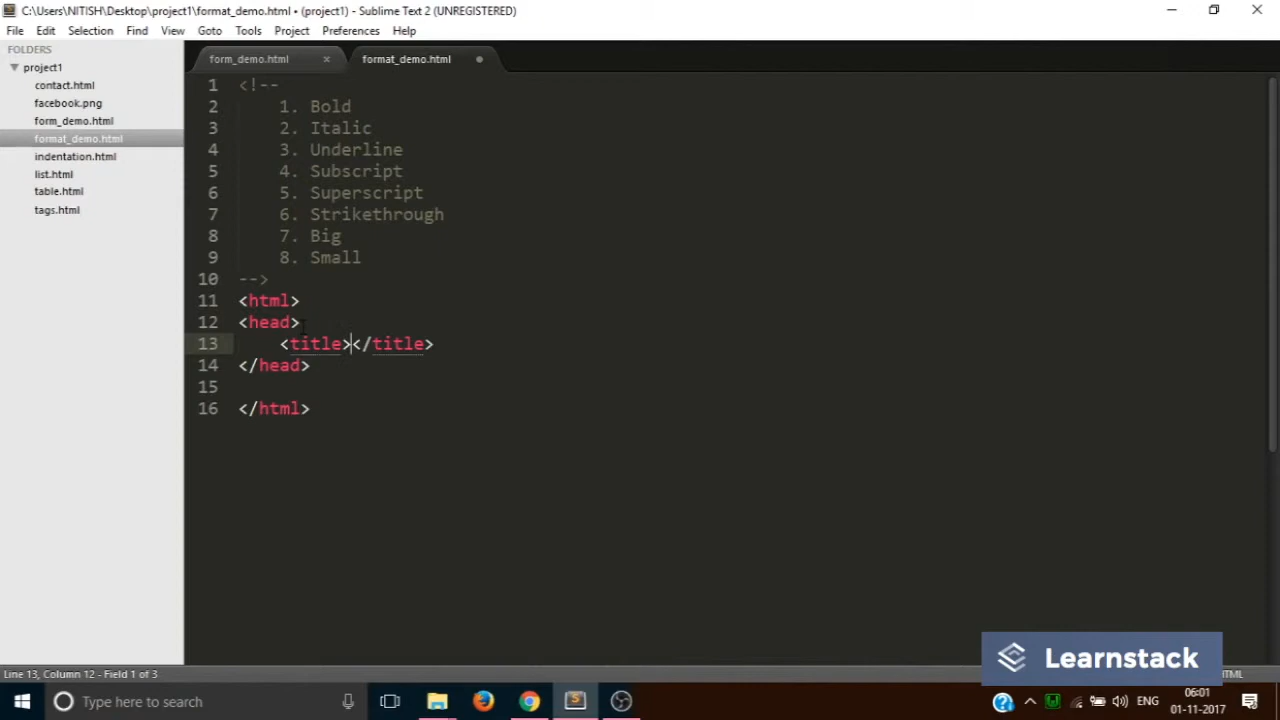 C:\Users\NITISH\Desktop\project1\format_demo.html • (project1) - Sublime Text 2 (UNREGISTERED)
File Edit Selection Find View Goto Tools Project Preferences Help
FOLDERS
project1
contact.html
facebook.png
form_demo.html
format_demo.html
indentation.html
list.html
table.html
tags.html
form_demo.html × format_demo.html
1 <!--
2 1. Bold
3 2. Italic
4 3. Underline
5 4. Subscript
6 5. Superscript
7 6. Strikethrough
8 7. Big
9 8. Small
10 -->
11 <html>
12 <head>
13 <title></title>
14 </head>
15
16 </html>
Learnstack
Line 13, Column 12 - Field 1 of 3
Type here to search
ENG
06:01
01-11-2017